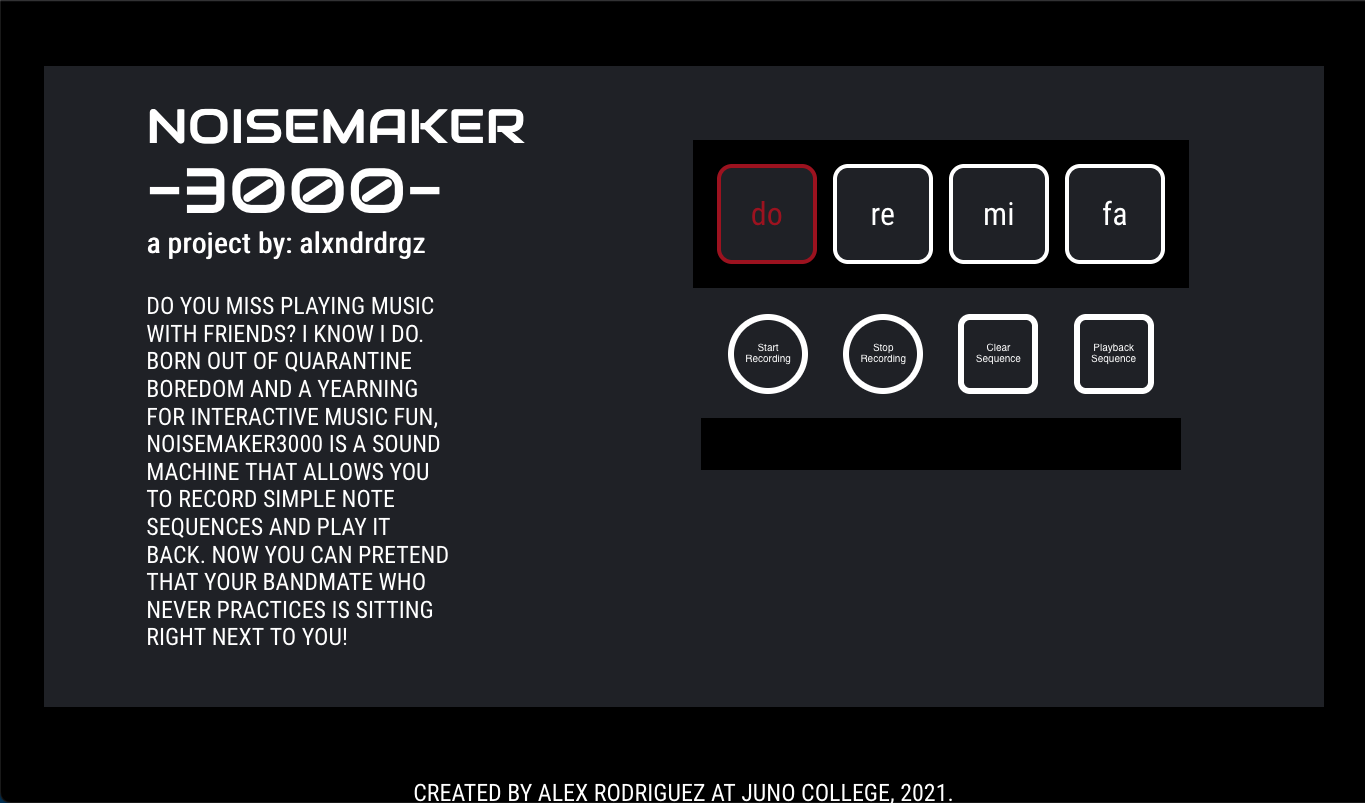 NOISEMAKER
-3000-
a project by: alxndrdrgz
DO YOU MISS PLAYING MUSIC
WITH FRIENDS? I KNOW I DO.
BORN OUT OF QUARANTINE
BOREDOM AND A YEARNING
FOR INTERACTIVE MUSIC FUN,
NOISEMAKER3000 IS A SOUND
MACHINE THAT ALLOWS YOU
TO RECORD SIMPLE NOTE
SEQUENCES AND PLAY IT
BACK. NOW YOU CAN PRETEND
THAT YOUR BANDMATE WHO
NEVER PRACTICES IS SITTING
RIGHT NEXT TO YOU!
do re mi fa
Start
Recording
Stop
Recording
Clear
Sequence
Playback
Sequence
CREATED BY ALEX RODRIGUEZ AT JUNO COLLEGE, 2021.